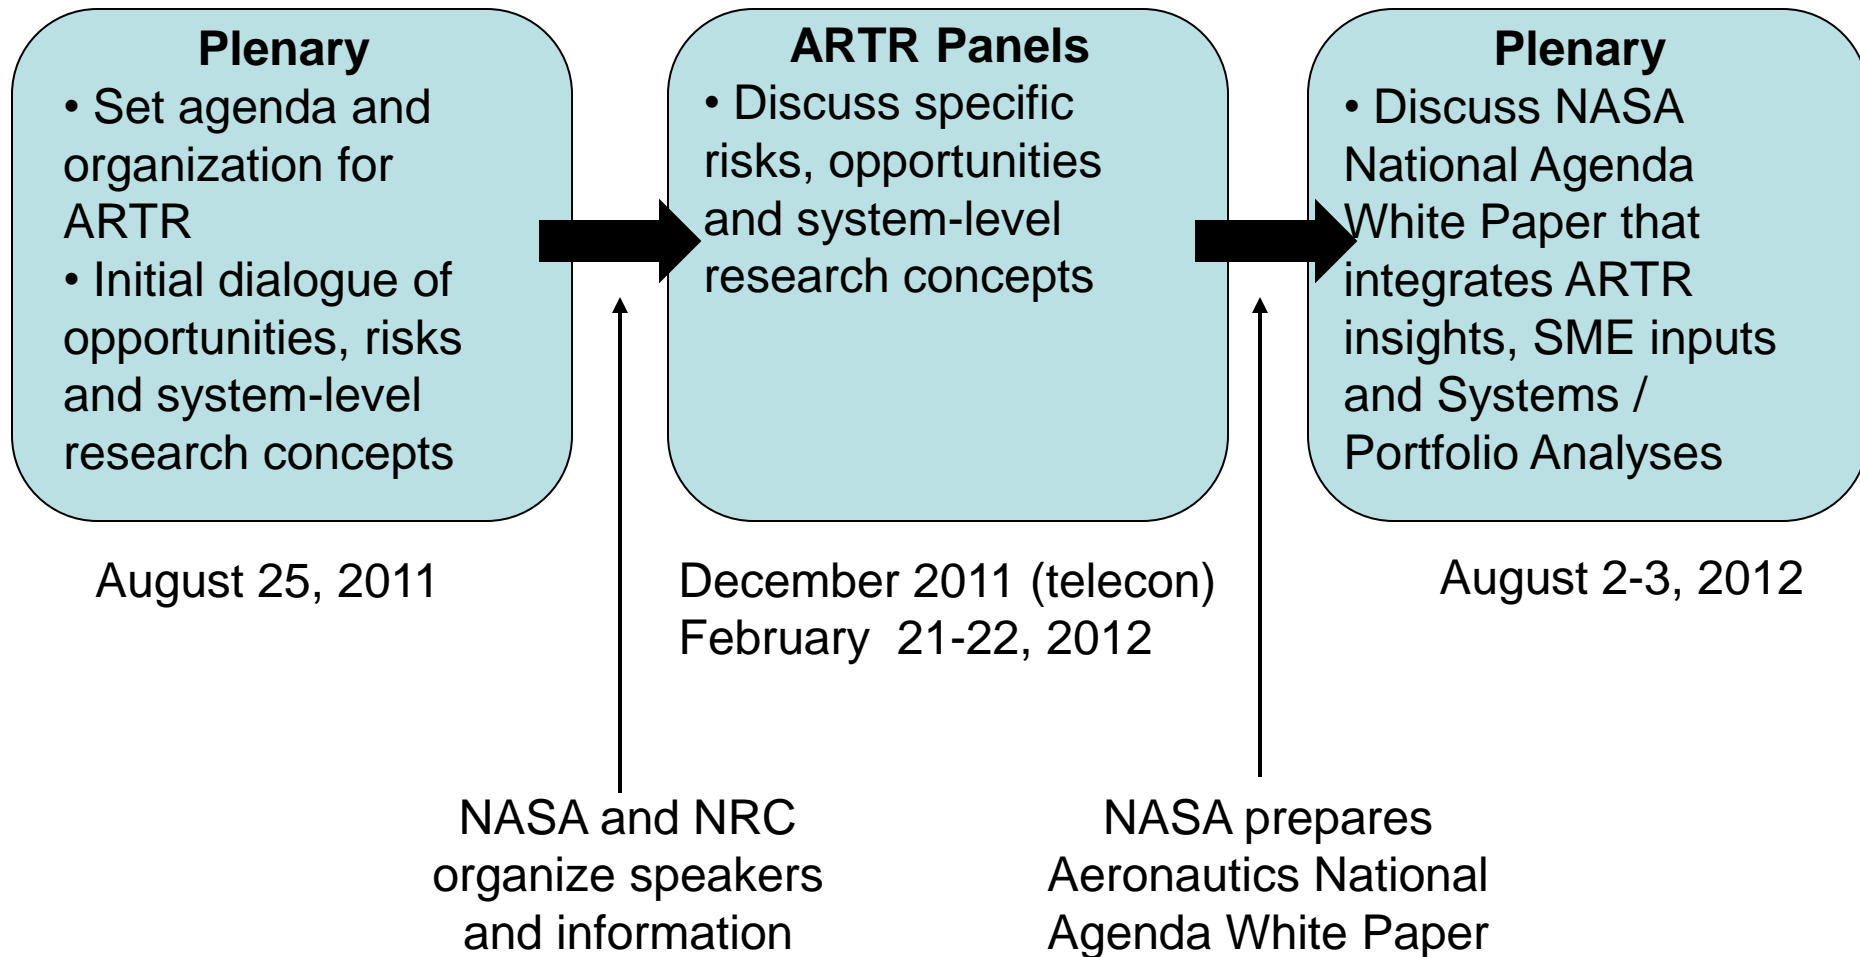 Plenary
• Set agenda and
organization for
ARTR
• Initial dialogue of
opportunities, risks
and system-level
research concepts
ARTR Panels
• Discuss specific
risks, opportunities
and system-level
research concepts
Plenary
• Discuss NASA
National Agenda
White Paper that
integrates ARTR
insights, SME inputs
and Systems /
Portfolio Analyses
August 25, 2011
December 2011 (telecon)
February 21-22, 2012
August 2-3, 2012
NASA and NRC
organize speakers
and information
NASA prepares
Aeronautics National
Agenda White Paper